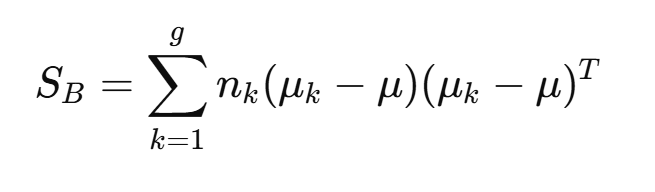 S_B = \sum_{k=1}^{g} n_k(\mu_k - \mu)(\mu_k - \mu)^T